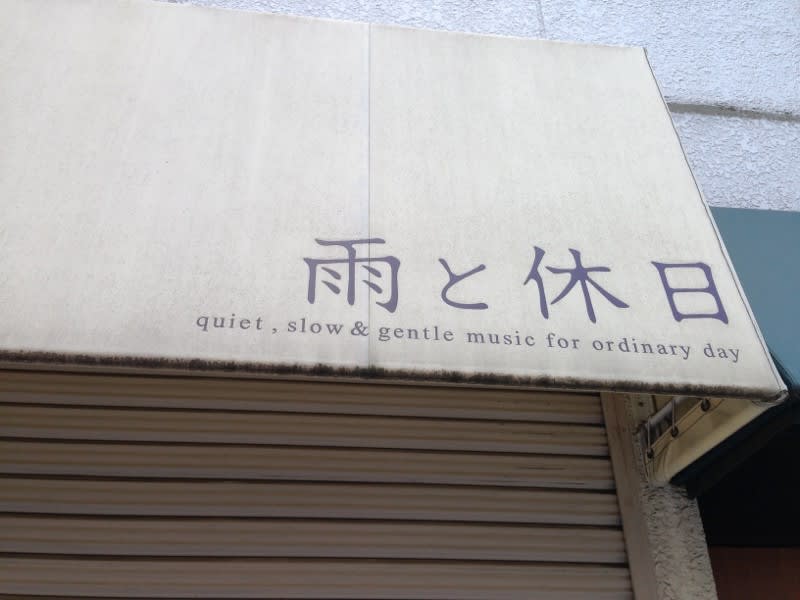 雨と休日
quiet, slow & gentle music for ordinary day